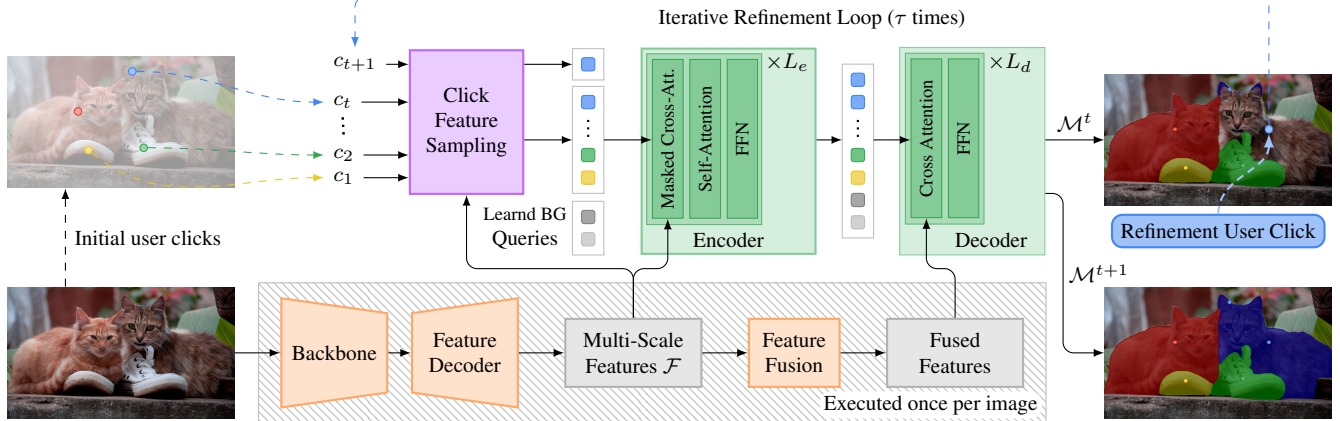 Iterative Refinement Loop (τ times)
c_{t+1}
c_t
⋮
c_2
c_1
Click
Feature
Sampling
Learnd BG
Queries
Masked Cross-Att.
Self-Attention
FFN
×L_e
Encoder
Cross Attention
FFN
×L_d
Decoder
M^t
M^{t+1}
Refinement User Click
Initial user clicks
Backbone
Feature
Decoder
Multi-Scale
Features F
Feature
Fusion
Fused
Features
Executed once per image